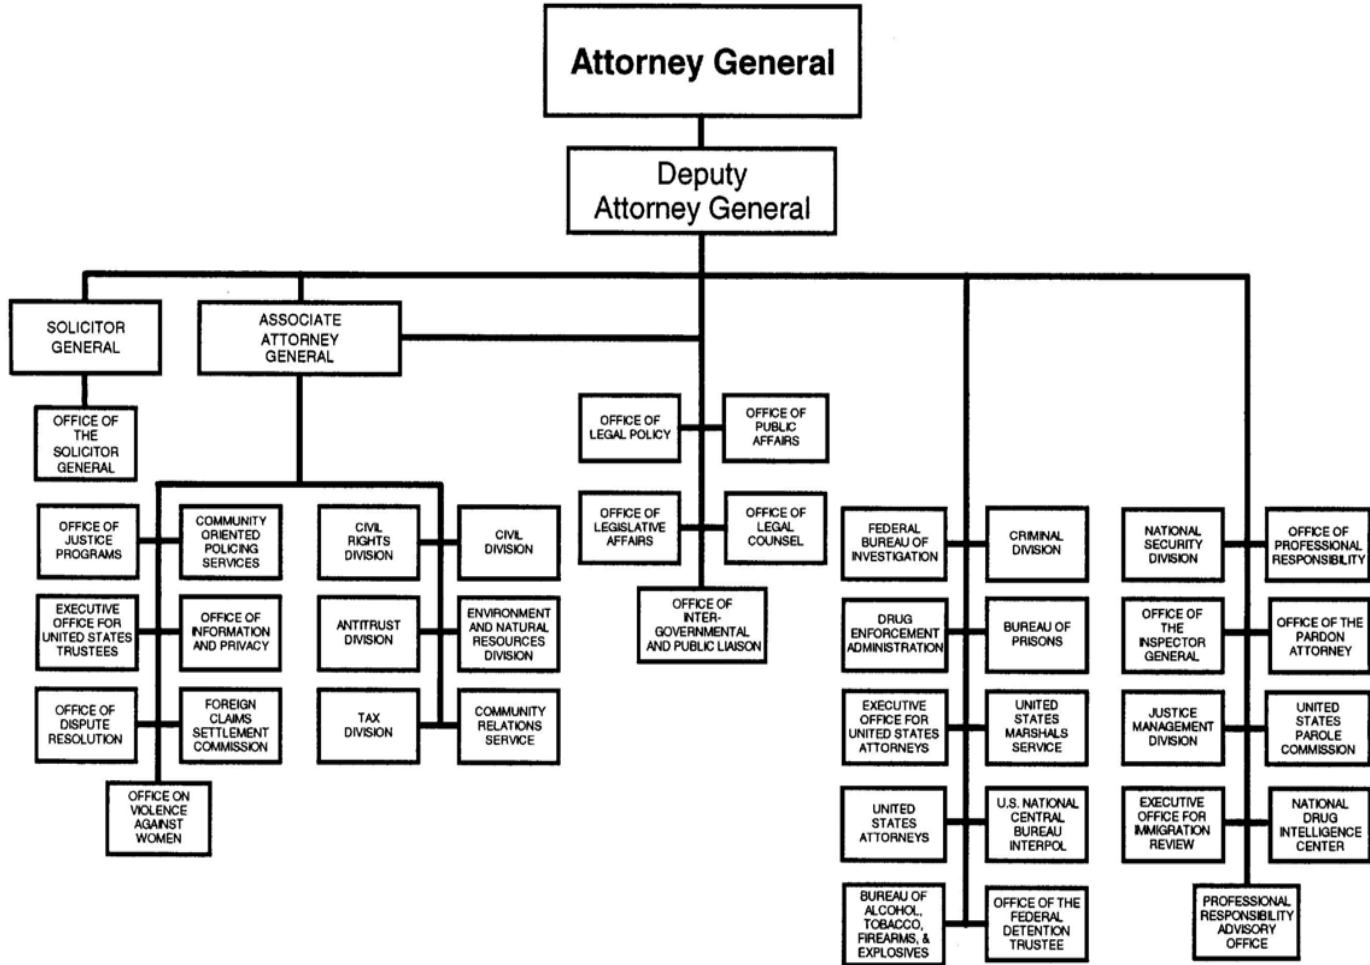 Attorney General
Deputy
Attorney General
SOLICITOR
GENERAL
ASSOCIATE
ATTORNEY
GENERAL
OFFICE OF
THE
SOLICITOR
GENERAL
OFFICE OF
LEGAL POLICY
OFFICE OF
PUBLIC
AFFAIRS
OFFICE OF
LEGISLATIVE
AFFAIRS
OFFICE OF
LEGAL
COUNSEL
OFFICE OF
INTER-
GOVERNMENTAL
AND PUBLIC LIAISON
OFFICE OF
JUSTICE
PROGRAMS
COMMUNITY
ORIENTED
POLICING
SERVICES
EXECUTIVE
OFFICE FOR
UNITED STATES
TRUSTEES
OFFICE OF
INFORMATION
AND PRIVACY
OFFICE OF
DISPUTE
RESOLUTION
FOREIGN
CLAIMS
SETTLEMENT
COMMISSION
OFFICE ON
VIOLENCE
AGAINST
WOMEN
CIVIL
RIGHTS
DIVISION
CIVIL
DIVISION
ANTITRUST
DIVISION
ENVIRONMENT
AND NATURAL
RESOURCES
DIVISION
TAX
DIVISION
COMMUNITY
RELATIONS
SERVICE
FEDERAL
BUREAU OF
INVESTIGATION
CRIMINAL
DIVISION
DRUG
ENFORCEMENT
ADMINISTRATION
BUREAU OF
PRISONS
EXECUTIVE
OFFICE FOR
UNITED STATES
ATTORNEYS
UNITED
STATES
MARSHALS
SERVICE
UNITED
STATES
ATTORNEYS
U.S. NATIONAL
CENTRAL
BUREAU
INTERPOL
BUREAU OF
ALCOHOL,
TOBACCO,
FIREARMS, &
EXPLOSIVES
OFFICE OF THE
FEDERAL
DETENTION
TRUSTEE
NATIONAL
SECURITY
DIVISION
OFFICE OF
PROFESSIONAL
RESPONSIBILITY
OFFICE OF
THE
INSPECTOR
GENERAL
OFFICE OF THE
PARDON
ATTORNEY
JUSTICE
MANAGEMENT
DIVISION
UNITED
STATES
PAROLE
COMMISSION
EXECUTIVE
OFFICE FOR
IMMIGRATION
REVIEW
NATIONAL
DRUG
INTELLIGENCE
CENTER
PROFESSIONAL
RESPONSIBILITY
ADVISORY
OFFICE